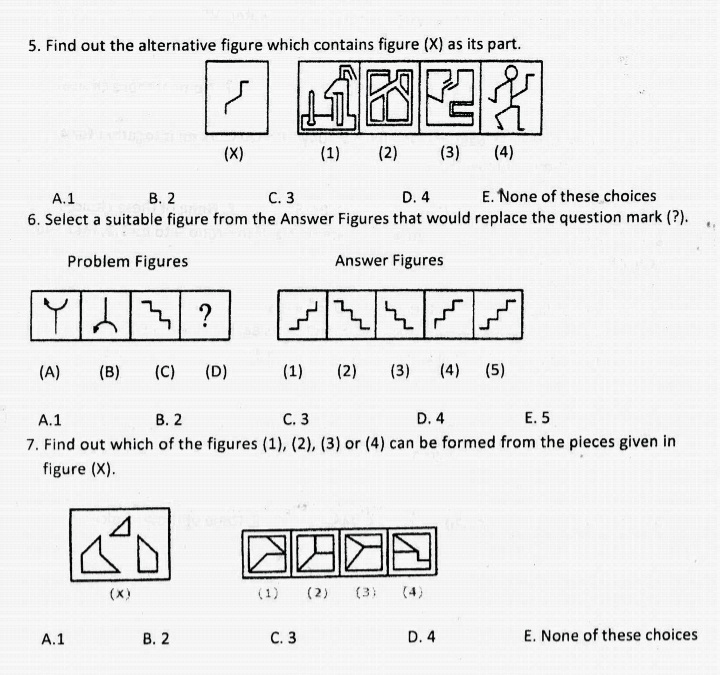 5. Find out the alternative figure which contains figure (X) as its part.
(X) (1) (2) (3) (4)
A.1 B. 2 C. 3 D. 4 E. None of these choices
6. Select a suitable figure from the Answer Figures that would replace the question mark (?).
Problem Figures Answer Figures
?
(A) (B) (C) (D) (1) (2) (3) (4) (5)
A.1 B. 2 C. 3 D. 4 E. 5
7. Find out which of the figures (1), (2), (3) or (4) can be formed from the pieces given in
figure (X).
(X) (1) (2) (3) (4)
A.1 B. 2 C. 3 D. 4 E. None of these choices